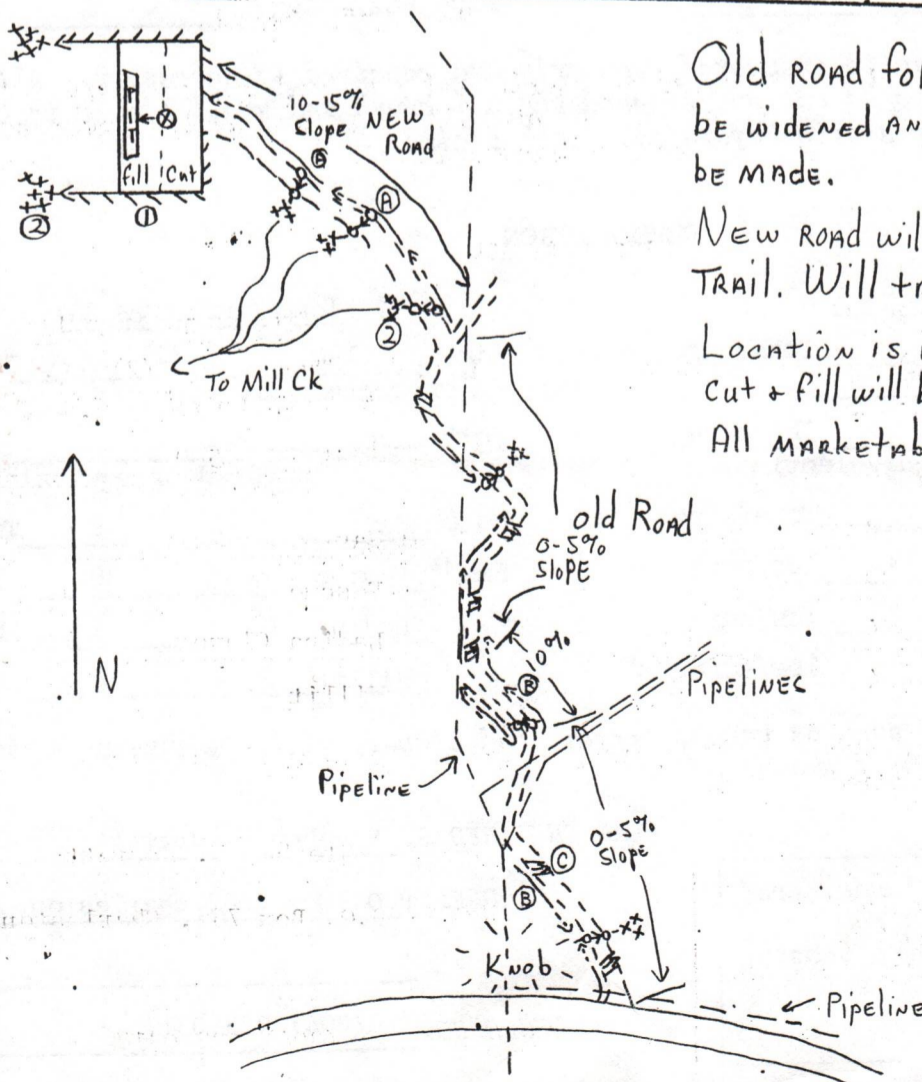 Old ROAD fo
be widened AN
be made.
New ROAD wil
TRAIL. Will tr
Location is
Cut & fill will
All MARKETAB
10-15%
Slope
New
Road
fill
Cut
②
①
Ⓐ
Ⓐ
②
To Mill Ck
old Road
0-5%
SLOPE
0%
N
Ⓑ
Pipelines
Pipeline
0-5%
SLOPE
Ⓒ
Ⓑ
Knob
Pipeline